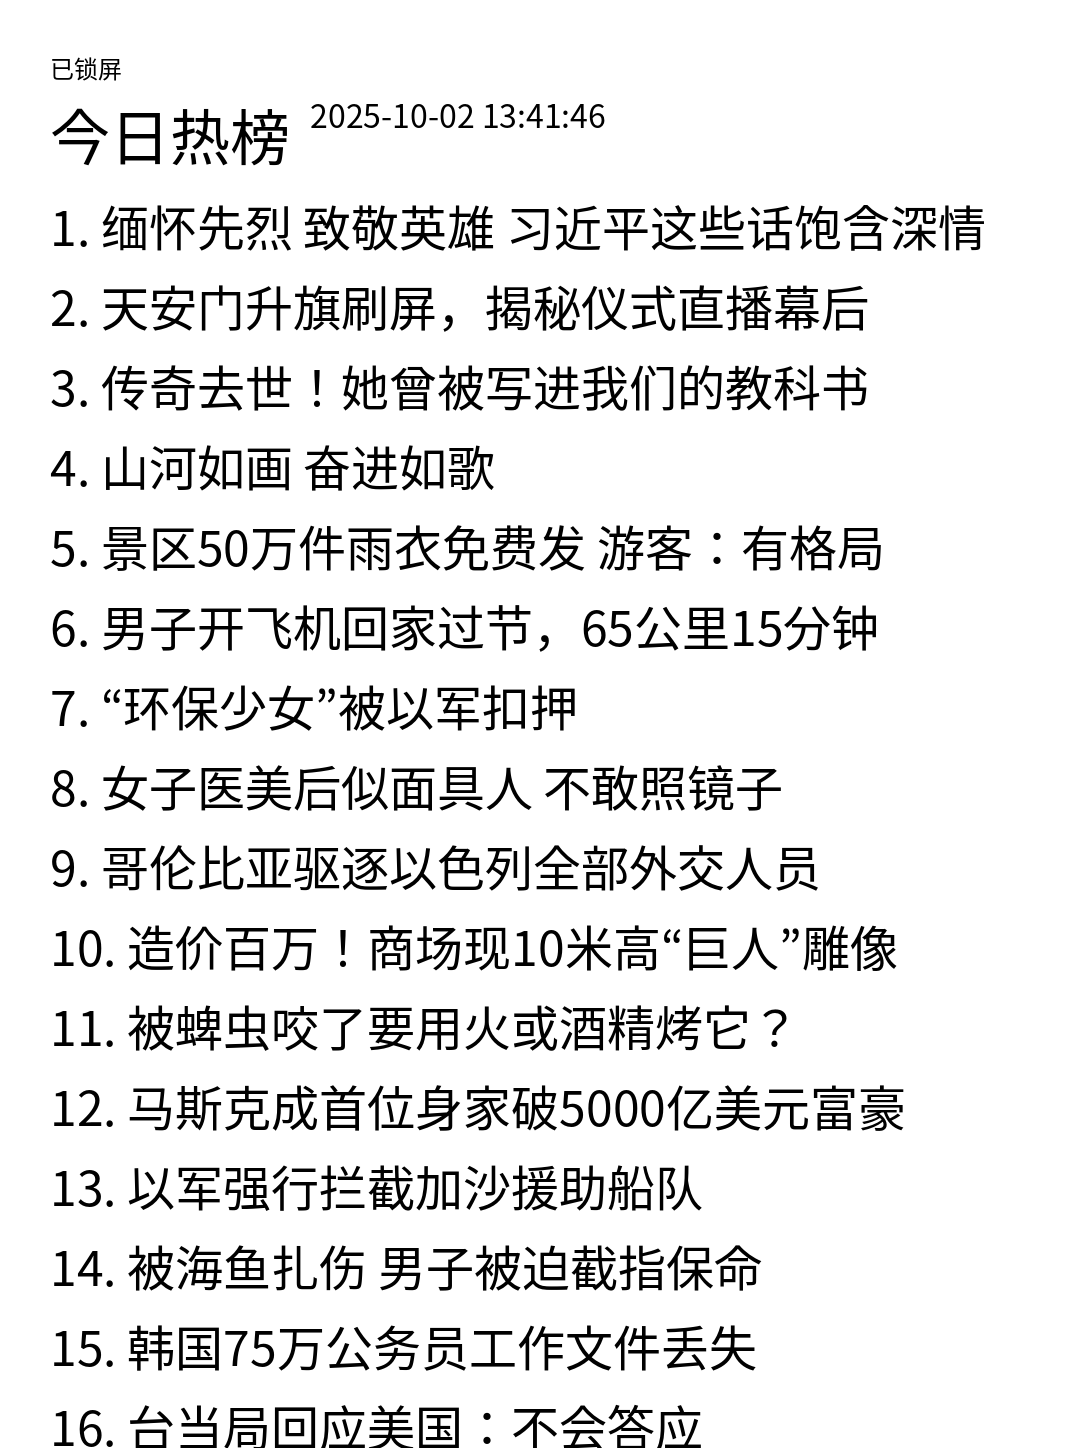 已锁屏
今日热榜 2025-10-02 13:41:46
1. 缅怀先烈 致敬英雄 习近平这些话饱含深情
2. 天安门升旗刷屏，揭秘仪式直播幕后
3. 传奇去世！她曾被写进我们的教科书
4. 山河如画 奋进如歌
5. 景区50万件雨衣免费发 游客：有格局
6. 男子开飞机回家过节，65公里15分钟
7. “环保少女”被以军扣押
8. 女子医美后似面具人 不敢照镜子
9. 哥伦比亚驱逐以色列全部外交人员
10. 造价百万！商场现10米高“巨人”雕像
11. 被蜱虫咬了要用火或酒精烤它？
12. 马斯克成首位身家破5000亿美元富豪
13. 以军强行拦截加沙援助船队
14. 被海鱼扎伤 男子被迫截指保命
15. 韩国75万公务员工作文件丢失
16. 台当局回应美国：不会答应